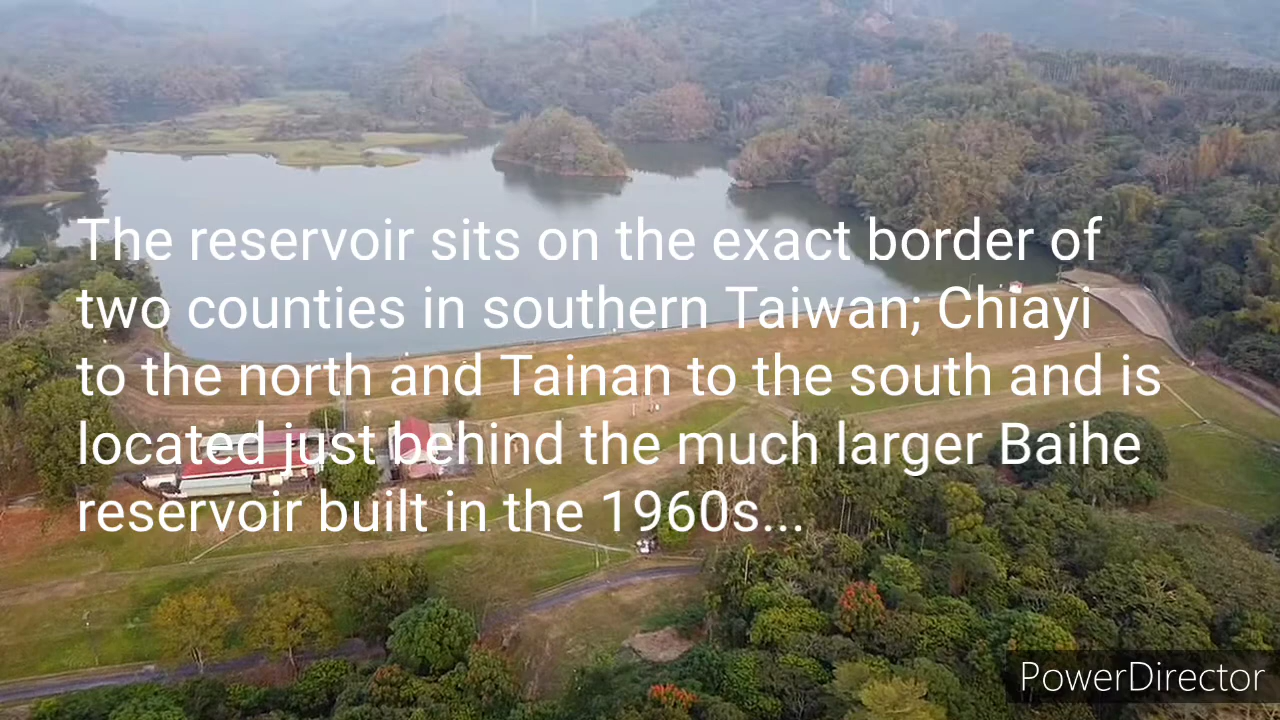 The reservoir sits on the exact border of
two counties in southern Taiwan; Chiayi
to the north and Tainan to the south and is
located just behind the much larger Baihe
reservoir built in the 1960s...
PowerDirector